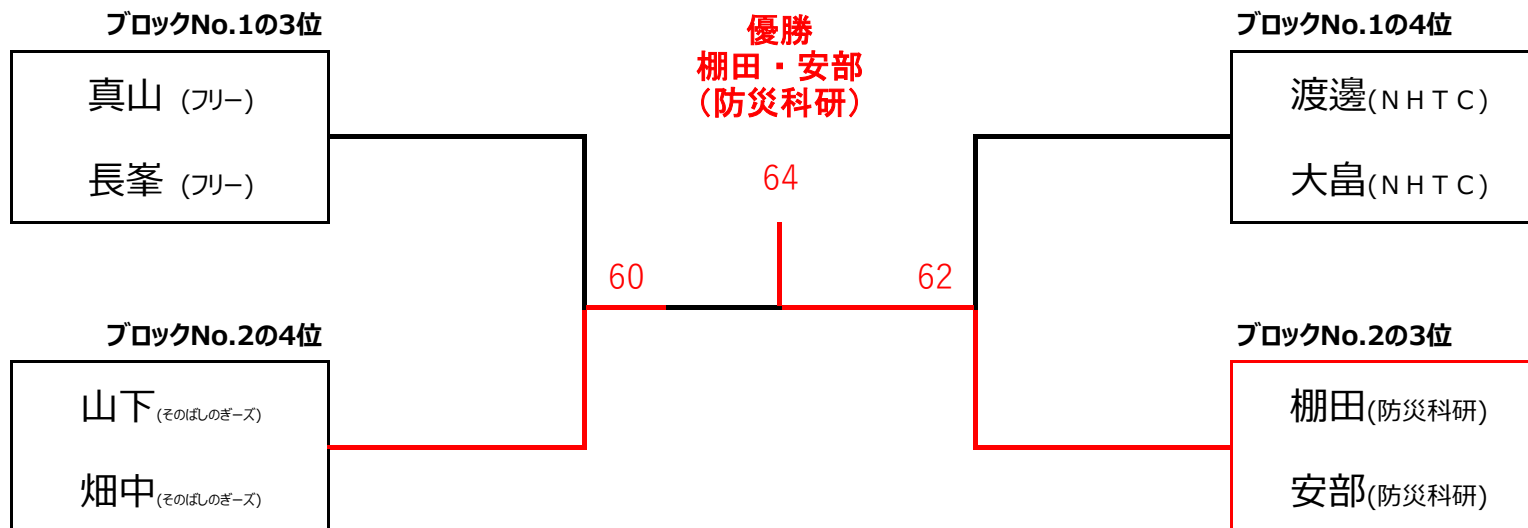 ブロックNo.1の3位
真山 (フリー)
長峯 (フリー)
優勝
棚田・安部
(防災科研)
ブロックNo.1の4位
渡邊(NHTC)
大畠(NHTC)
64
60
62
ブロックNo.2の4位
山下(そのばしのぎーズ)
畑中(そのばしのぎーズ)
ブロックNo.2の3位
棚田(防災科研)
安部(防災科研)